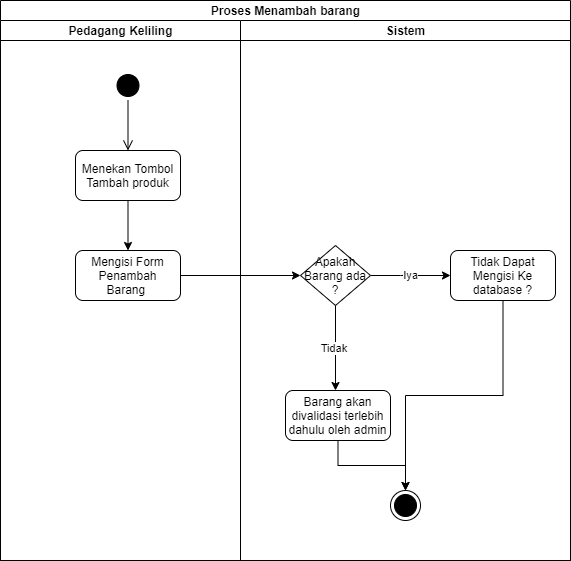 Proses Menambah barang
Pedagang Keliling
Sistem
Menekan Tombol
Tambah produk
Mengisi Form
Penambah
Barang
Apakah
Barang ada
?
Iya
Tidak Dapat
Mengisi Ke
database ?
Tidak
Barang akan
divalidasi terlebih
dahulu oleh admin